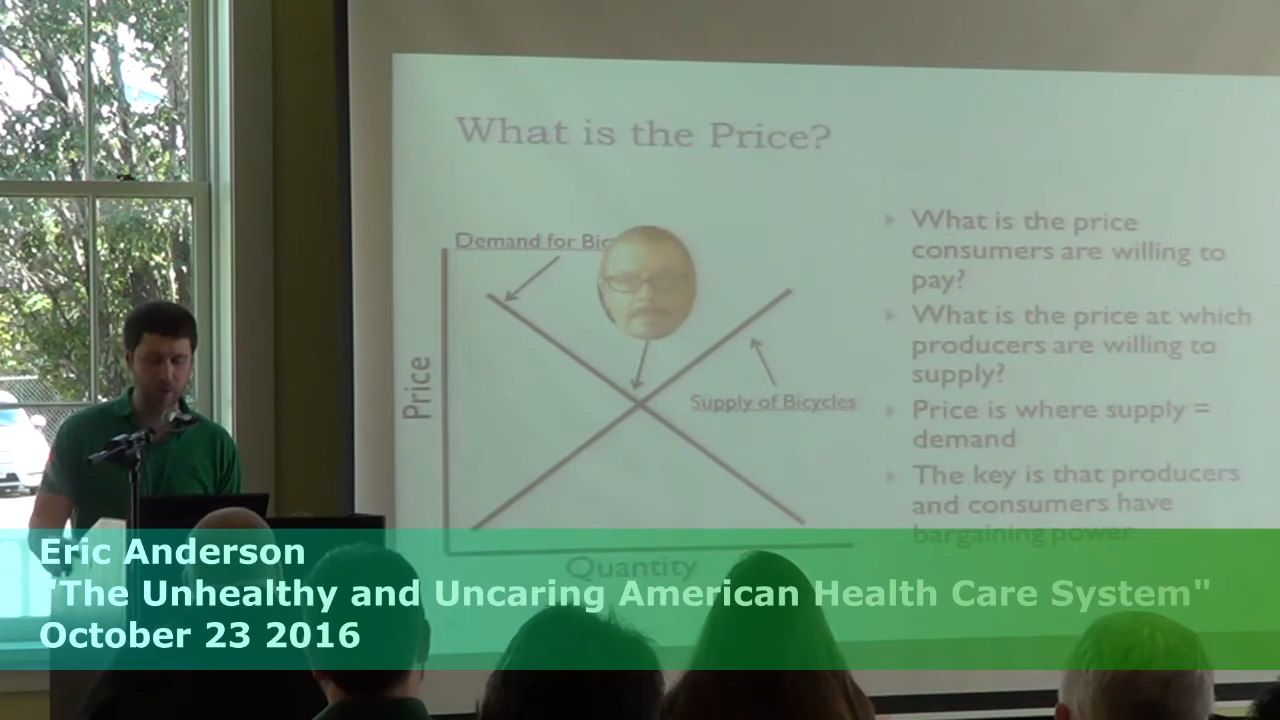 What is the Price?
Demand for Bic
Price
Supply of Bicycles
Quantity
What is the price
consumers are willing to
pay?
What is the price at which
producers are willing to
supply?
Price is where supply =
demand
The key is that producers
and consumers have
bargaining power
Eric Anderson
"The Unhealthy and Uncaring American Health Care System"
October 23 2016